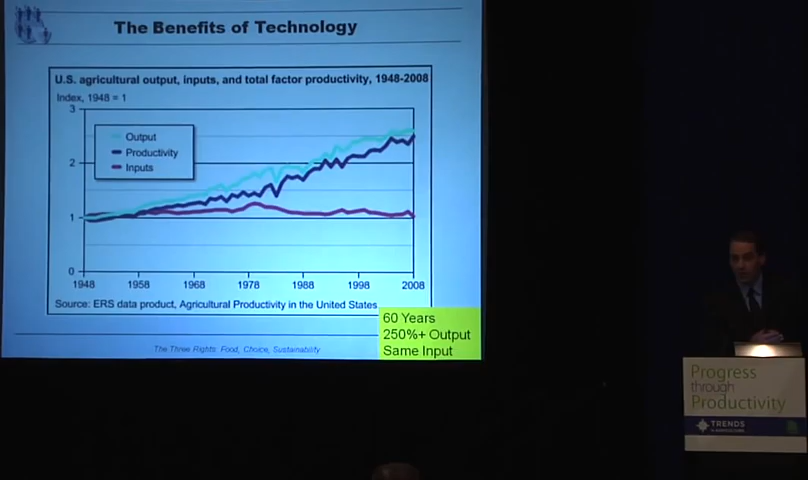 The Benefits of Technology
U.S. agricultural output, inputs, and total factor productivity, 1948-2008
Index, 1948 = 1
3
Output
Productivity
Inputs
2
1
0
1948 1958 1968 1978 1988 1998 2008
Source: ERS data product, Agricultural Productivity in the United States
60 Years
250%+ Output
Same Input
The Three Rights: Food, Choice, Sustainability
Progress
through
Productivity
TRENDS